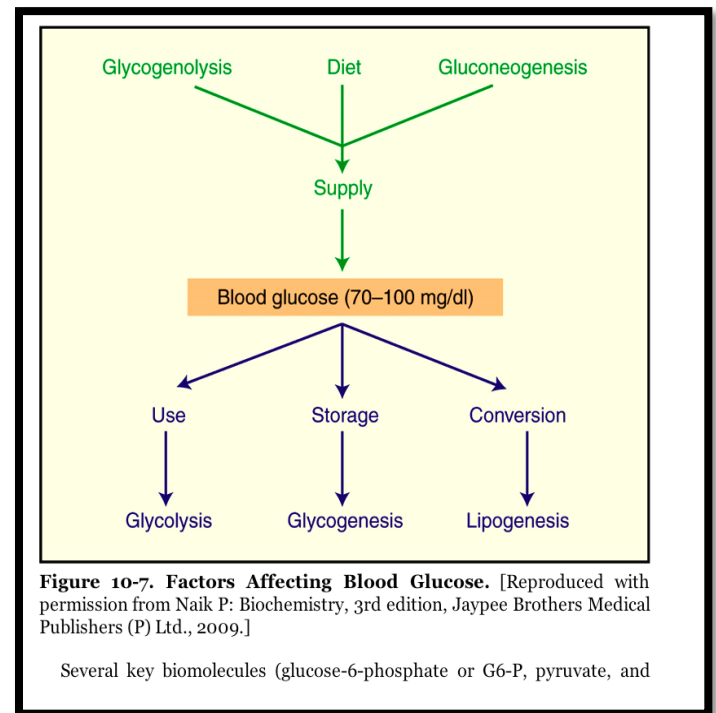 Glycogenolysis Diet Gluconeogenesis
Supply
Blood glucose (70–100 mg/dl)
Use Storage Conversion
Glycolysis Glycogenesis Lipogenesis
Figure 10-7. Factors Affecting Blood Glucose. [Reproduced with
permission from Naik P: Biochemistry, 3rd edition, Jaypee Brothers Medical
Publishers (P) Ltd., 2009.]
Several key biomolecules (glucose-6-phosphate or G6-P, pyruvate, and